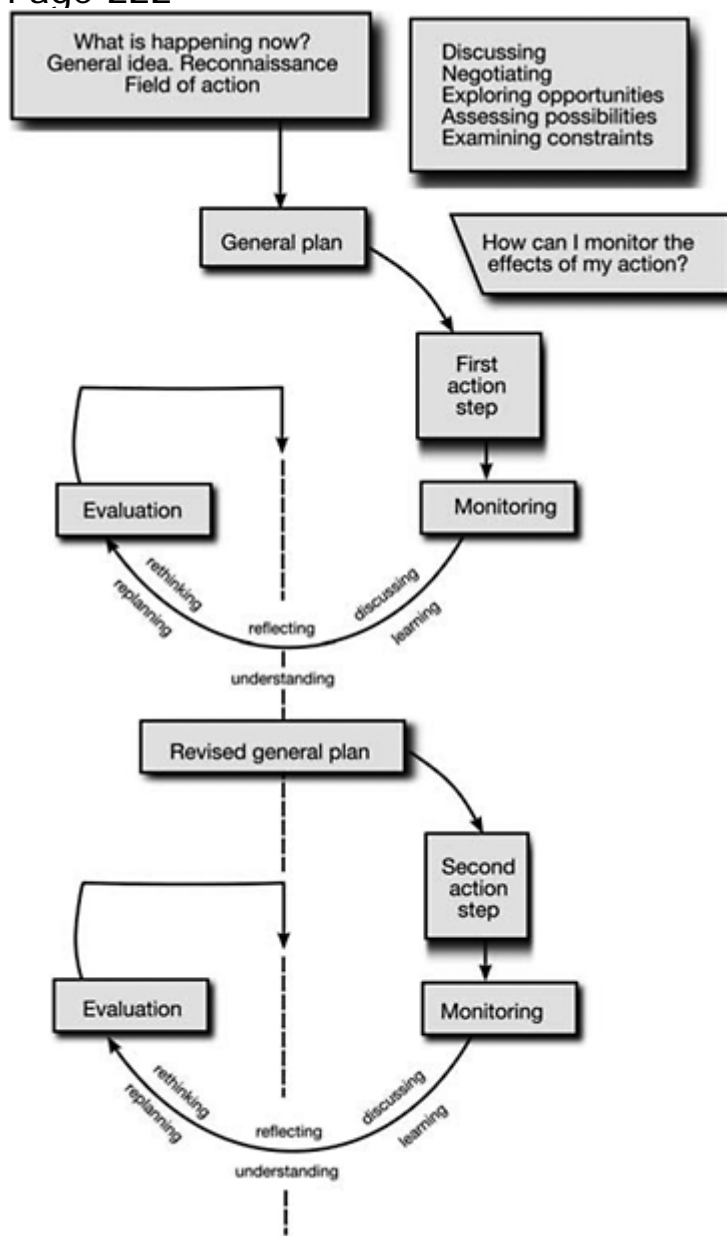 Page 222
What is happening now?
General idea. Reconnaissance
Field of action
Discussing
Negotiating
Exploring opportunities
Assessing possibilities
Examining constraints
General plan
How can I monitor the
effects of my action?
First
action
step
Evaluation
Monitoring
rethinking
replanning
reflecting
discussing
learning
understanding
Revised general plan
Second
action
step
Evaluation
Monitoring
rethinking
replanning
reflecting
discussing
learning
understanding